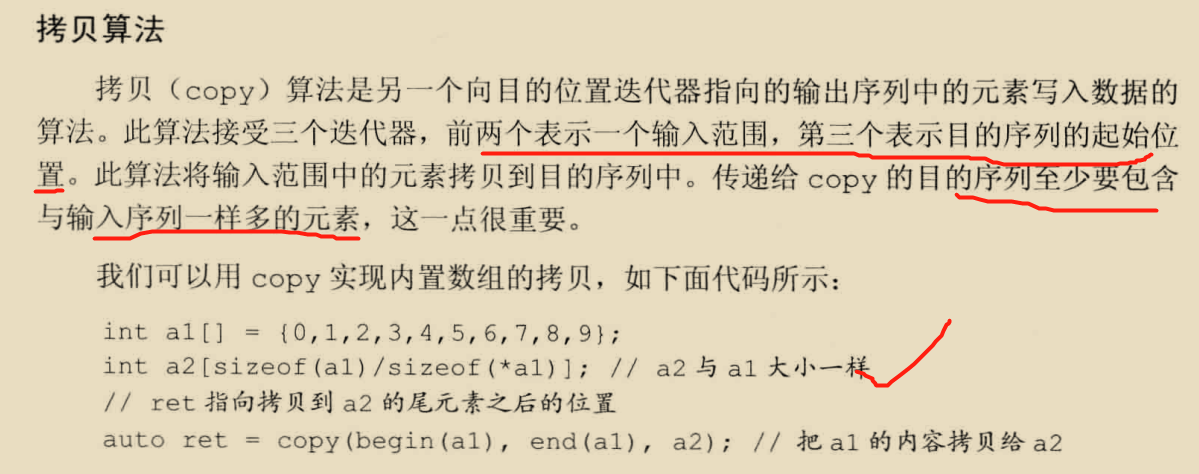 拷贝算法
拷贝（copy）算法是另一个向目的位置迭代器指向的输出序列中的元素写入数据的
算法。此算法接受三个迭代器，前两个表示一个输入范围，第三个表示目的序列的起始位
置。此算法将输入范围中的元素拷贝到目的序列中。传递给 copy 的目的序列至少要包含
与输入序列一样多的元素，这一点很重要。
我们可以用 copy 实现内置数组的拷贝，如下面代码所示：
int a1[] = {0,1,2,3,4,5,6,7,8,9};
int a2[sizeof(a1)/sizeof(*a1)]; // a2 与 a1 大小一样
// ret 指向拷贝到 a2 的尾元素之后的位置
auto ret = copy(begin(a1), end(a1), a2); // 把 a1 的内容拷贝给 a2